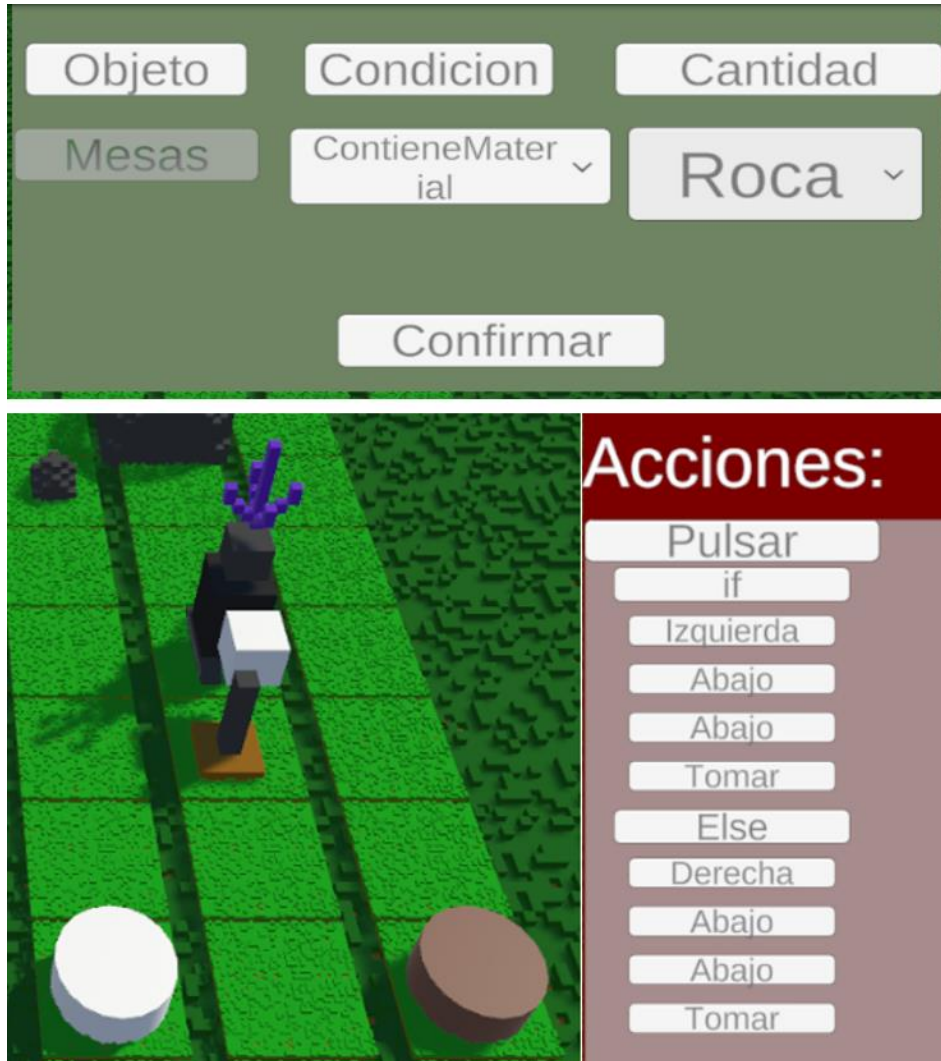 Objeto Condicion Cantidad
Mesas ContieneMater
ial Roca
Confirmar
Acciones:
Pulsar
if
Izquierda
Abajo
Abajo
Tomar
Else
Derecha
Abajo
Abajo
Tomar